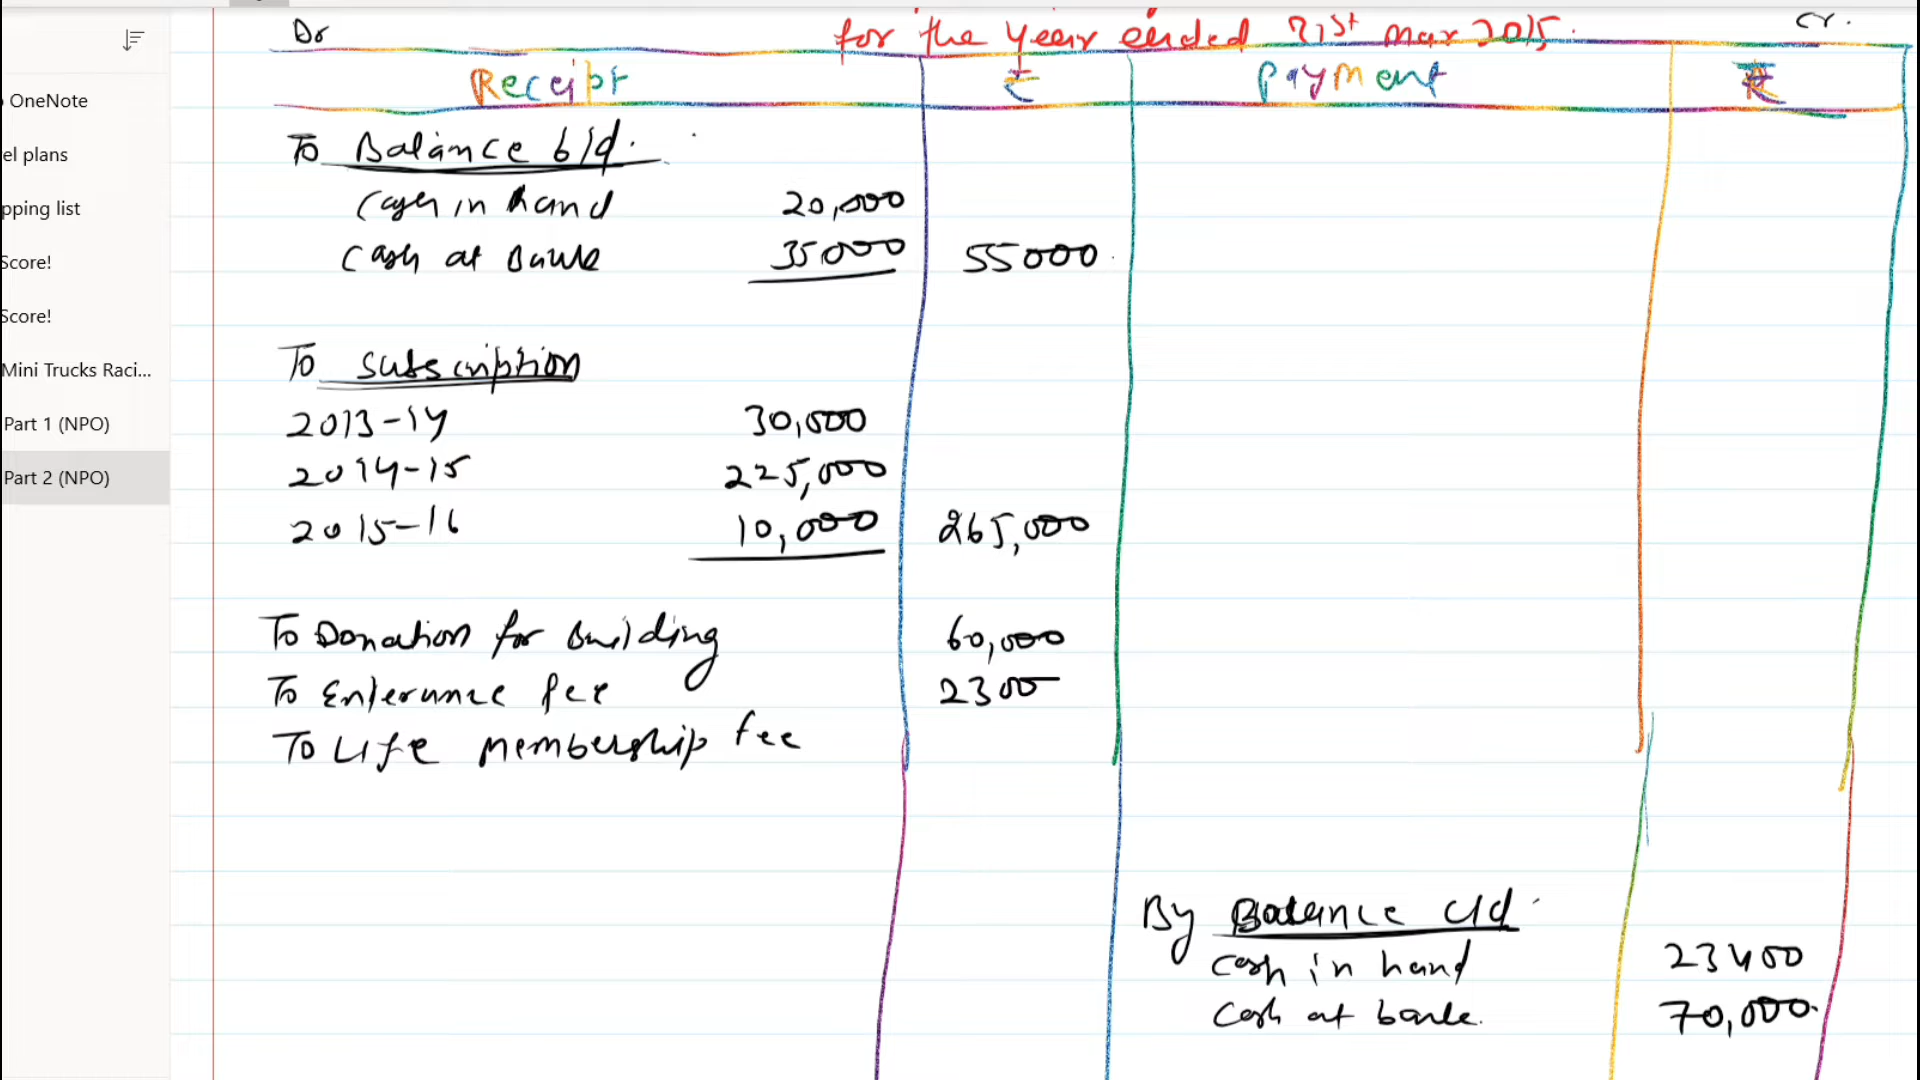 OneNote
el plans
pping list
Score!
Score!
Mini Trucks Raci...
Part 1 (NPO)
Part 2 (NPO)
Dr
for the year ended 31st mar 2015.
Cr.
Receipt ₹ Payment ₹
To Balance b/d.
Cash in hand 20,000
Cash at Bank 35000 55000
To subscription
2013-14 30,000
2014-15 225,000
2015-16 10,000 265,000
To Donation for Building 60,000
To Enterance fee 2300
To Life membership fee
By Balance c/d.
Cash in hand 23400
Cash at bank. 70,000.